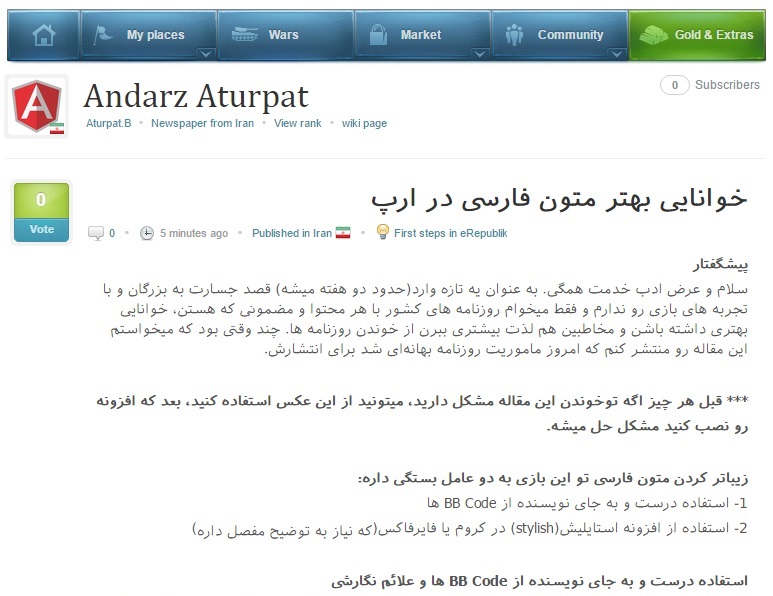 My places
Wars
Market
Community
Gold & Extras
Andarz Aturpat
0 Subscribers
Aturpat.B • Newspaper from Iran • View rank • wiki page
0
Vote
خوانایی بهتر متون فارسی در ارپ
0 • 5 minutes ago • Published in Iran • First steps in eRepublik
پیشگفتار
سلام و عرض ادب خدمت همگی. به عنوان یه تازه وارد(حدود دو هفته میشه) قصد جسارت به بزرگان و با
تجربه های بازی رو ندارم و فقط میخوام روزنامه های کشور با هر محتوا و مضمونی که هستن، خوانایی
بهتری داشته باشن و مخاطبین هم لذت بیشتری ببرن از خوندن روزنامه ها. چند وقتی بود که میخواستم
این مقاله رو منتشر کنم که امروز ماموریت روزنامه بهانه‌ای شد برای انتشارش.
*** قبل هر چیز اگه توخوندن این مقاله مشکل دارید، میتونید از این عکس استفاده کنید، بعد که افزونه
رو نصب کنید مشکل حل میشه.
زیباتر کردن متون فارسی تو این بازی به دو عامل بستگی داره:
1- استفاده درست و به جای نویسنده از BB Code ها
2- استفاده از افزونه استایلیش(stylish) در کروم یا فایرفاکس(که نیاز به توضیح مفصل داره)
استفاده درست و به جای نویسنده از BB Code ها و علائم نگارشی